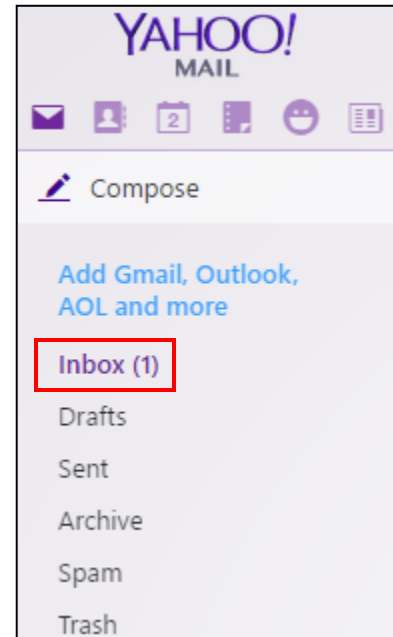 YAHOO!
MAIL
2
Compose
Add Gmail, Outlook,
AOL and more
Inbox (1)
Drafts
Sent
Archive
Spam
Trash